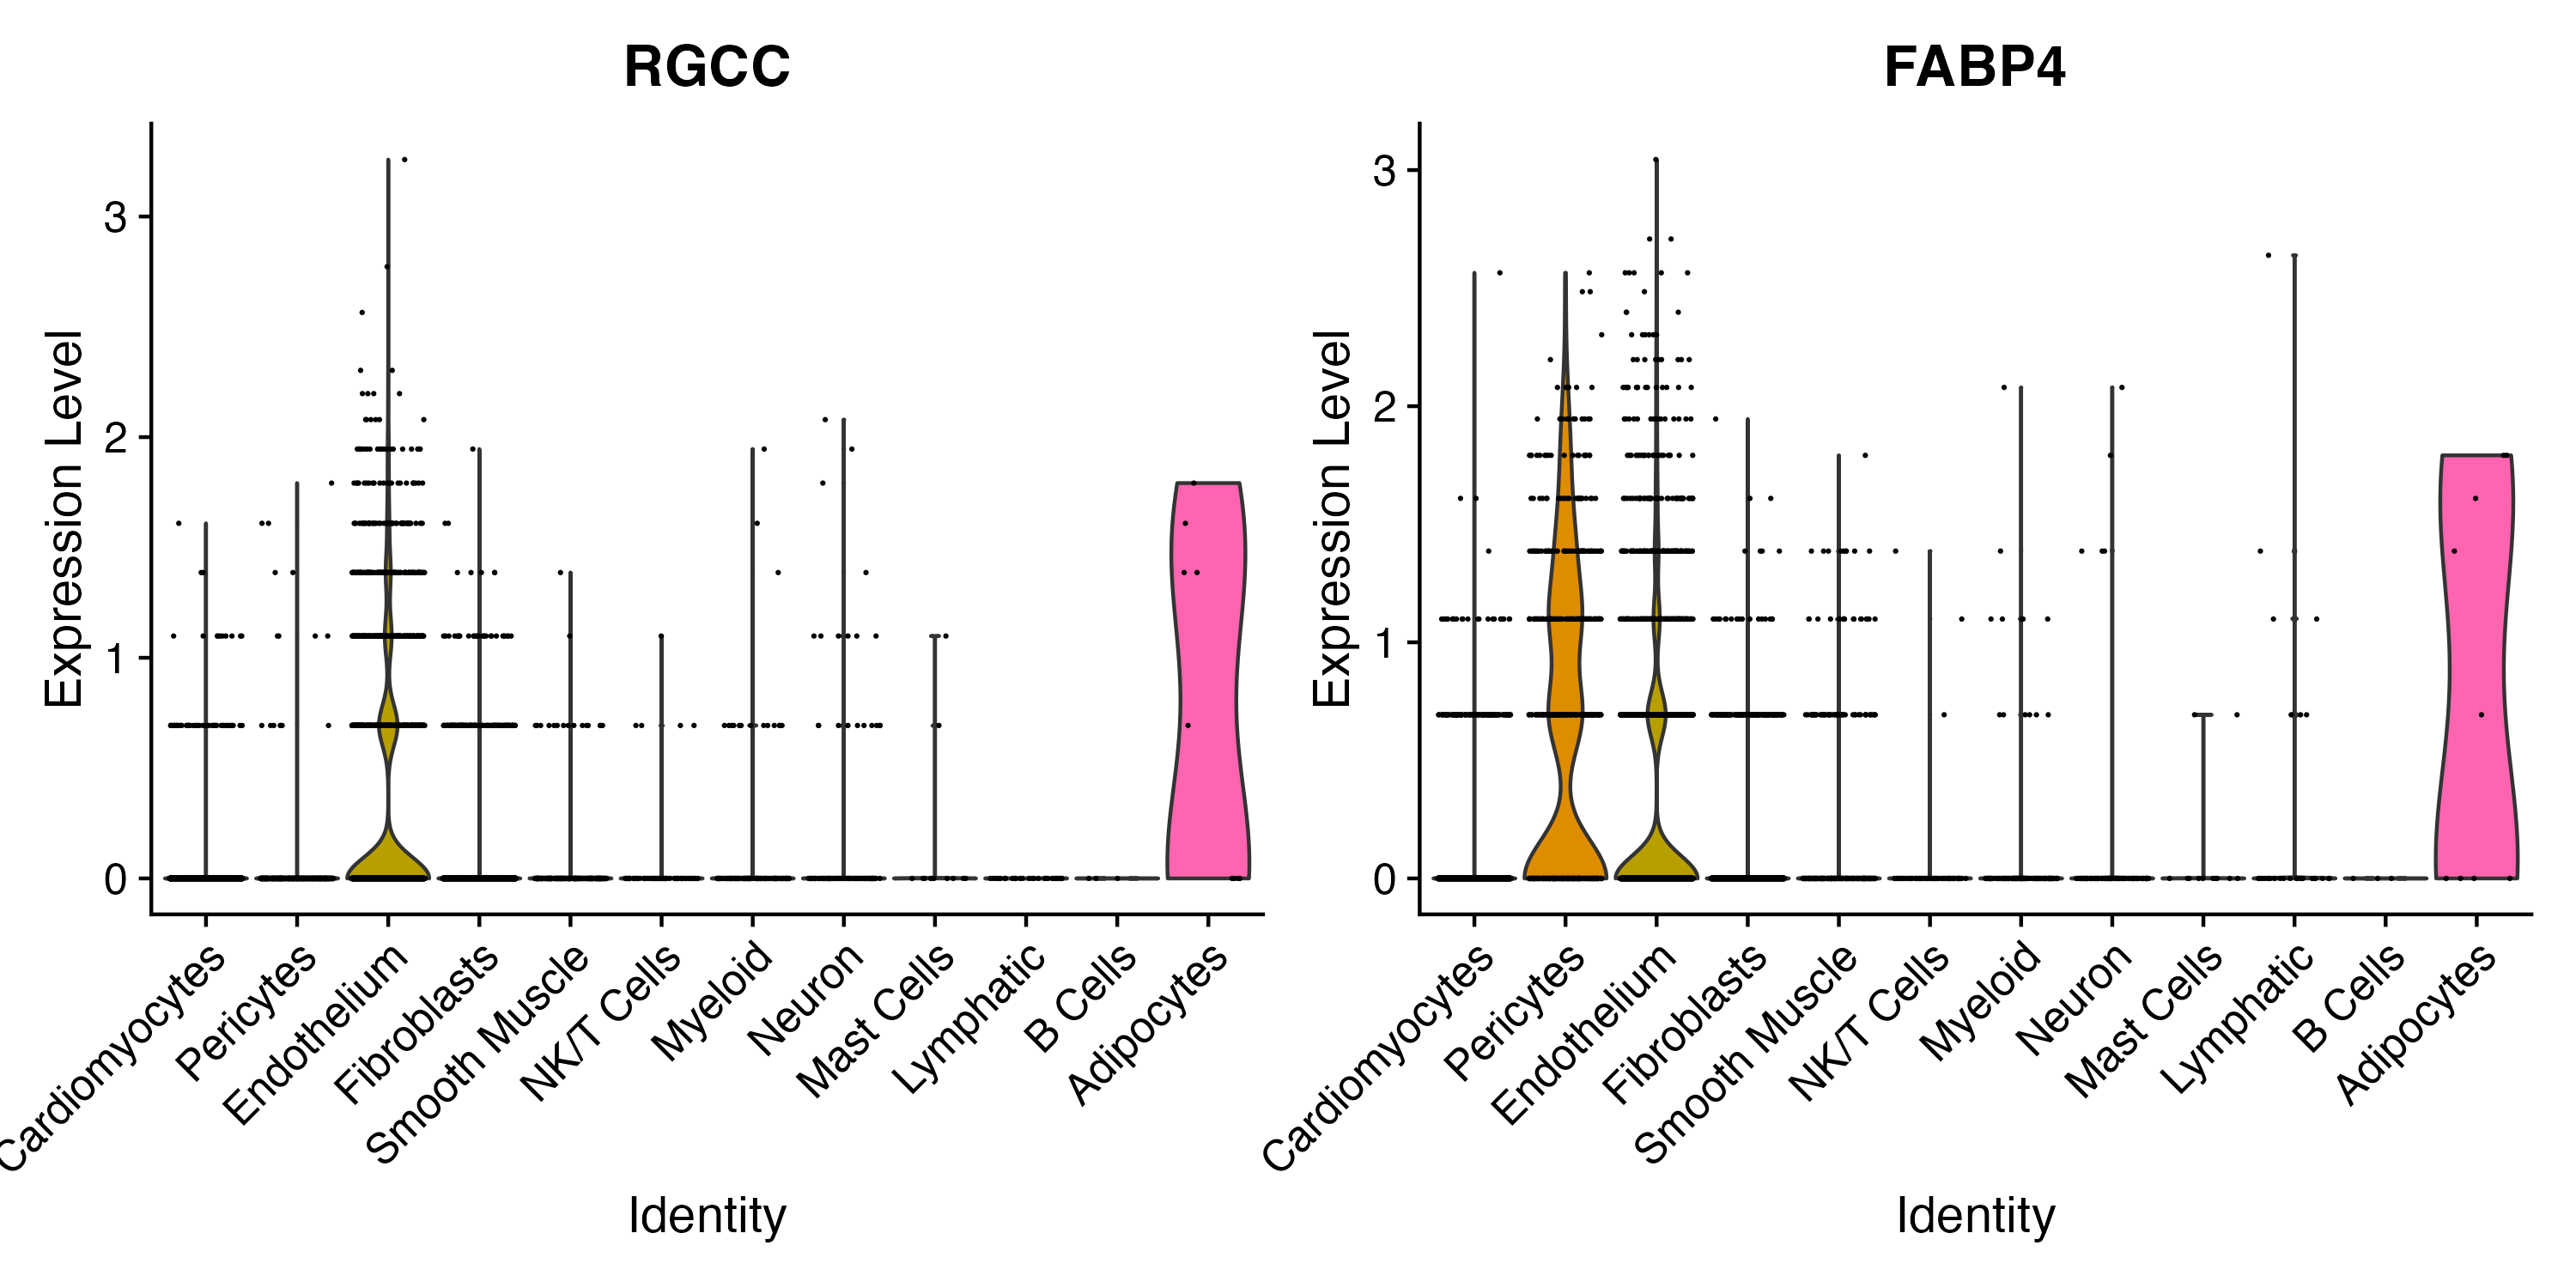 RGCC
Expression Level
3
2
1
0
Cardiomyocytes
Pericytes
Endothelium
Fibroblasts
Smooth Muscle
NK/T Cells
Myeloid
Neuron
Mast Cells
Lymphatic
B Cells
Adipocytes
Identity
FABP4
Expression Level
3
2
1
0
Cardiomyocytes
Pericytes
Endothelium
Fibroblasts
Smooth Muscle
NK/T Cells
Myeloid
Neuron
Mast Cells
Lymphatic
B Cells
Adipocytes
Identity